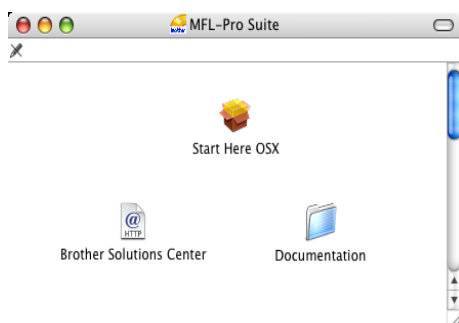 MFL-Pro Suite
Start Here OSX
@
HTTP
Brother Solutions Center
Documentation